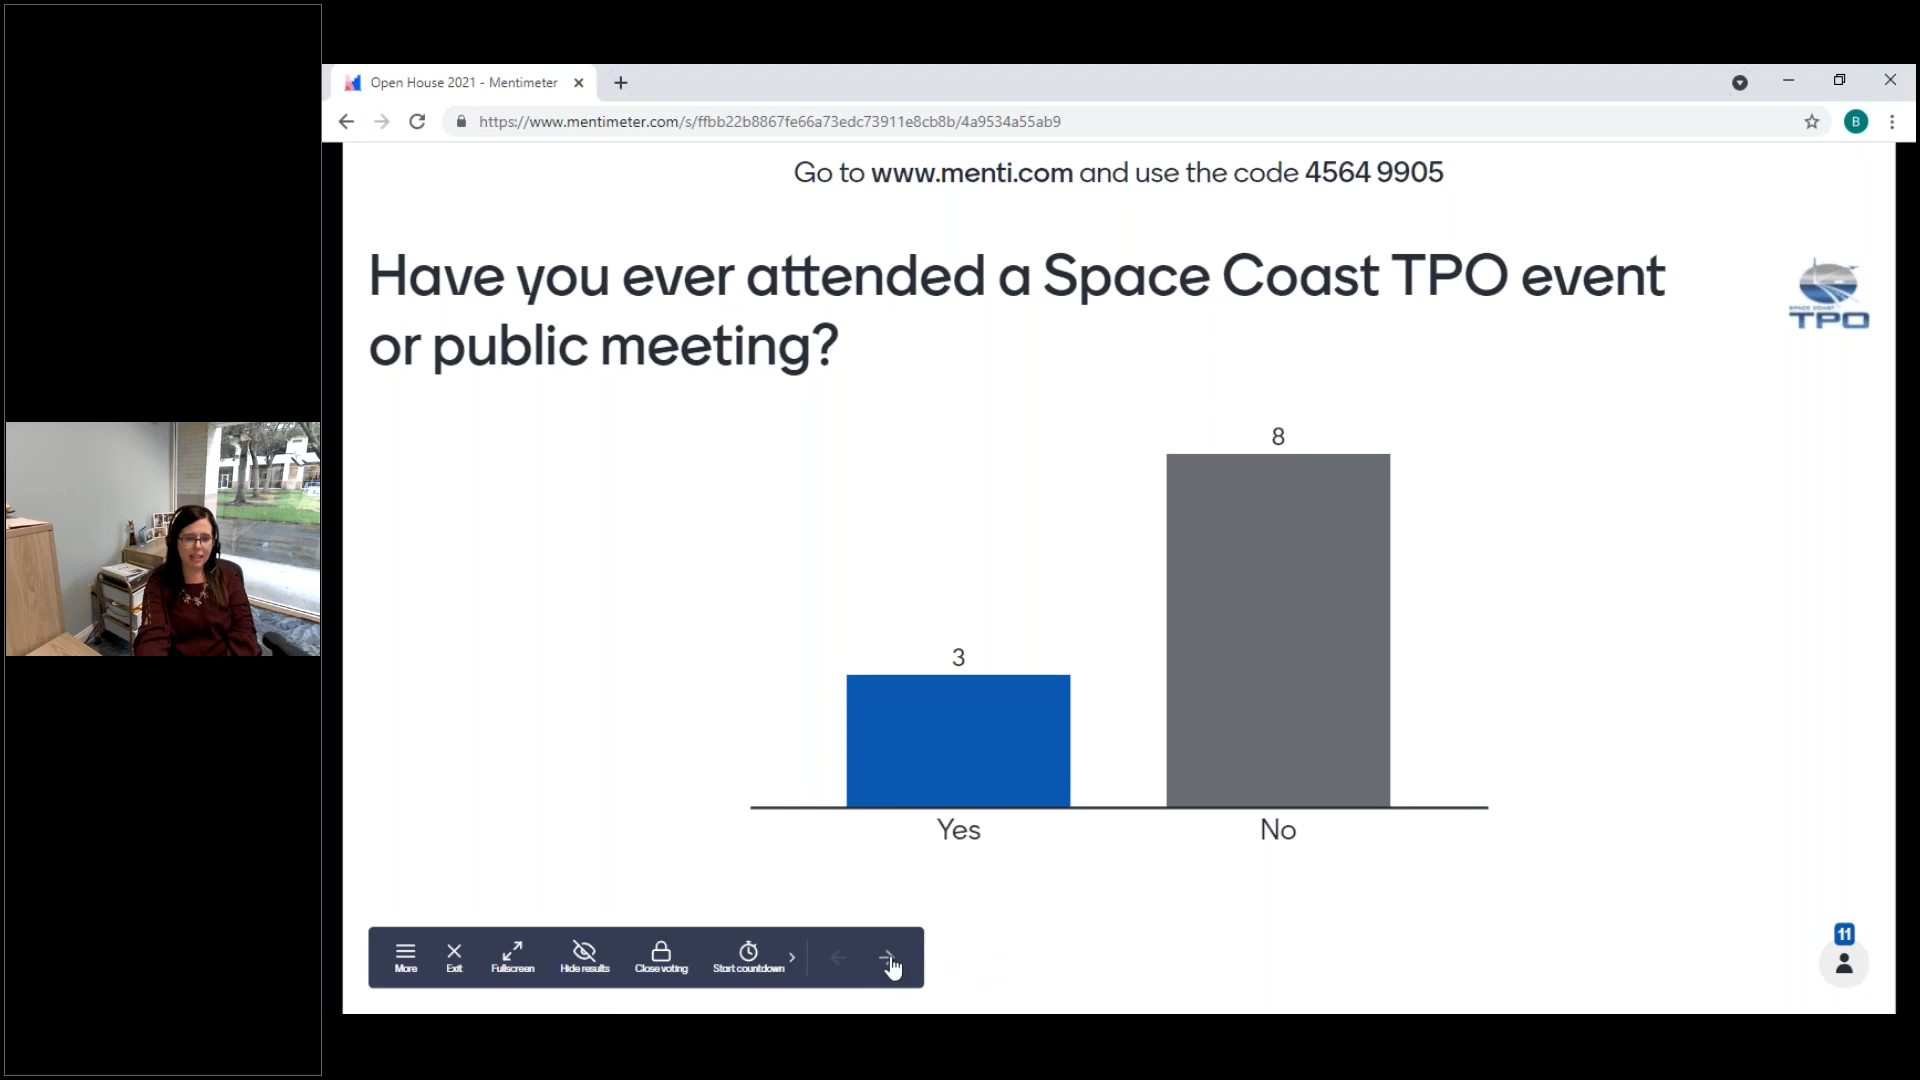 Open House 2021 - Mentimeter
https://www.mentimeter.com/s/ffbb22b8867fe66a73edc73911e8cb8b/4a9534a55ab9
B
Go to www.menti.com and use the code 4564 9905
Have you ever attended a Space Coast TPO event
or public meeting?
SPACE COAST
TPO
8
3
Yes
No
More
Exit
Fullscreen
Hide results
Close voting
Start countdown
11